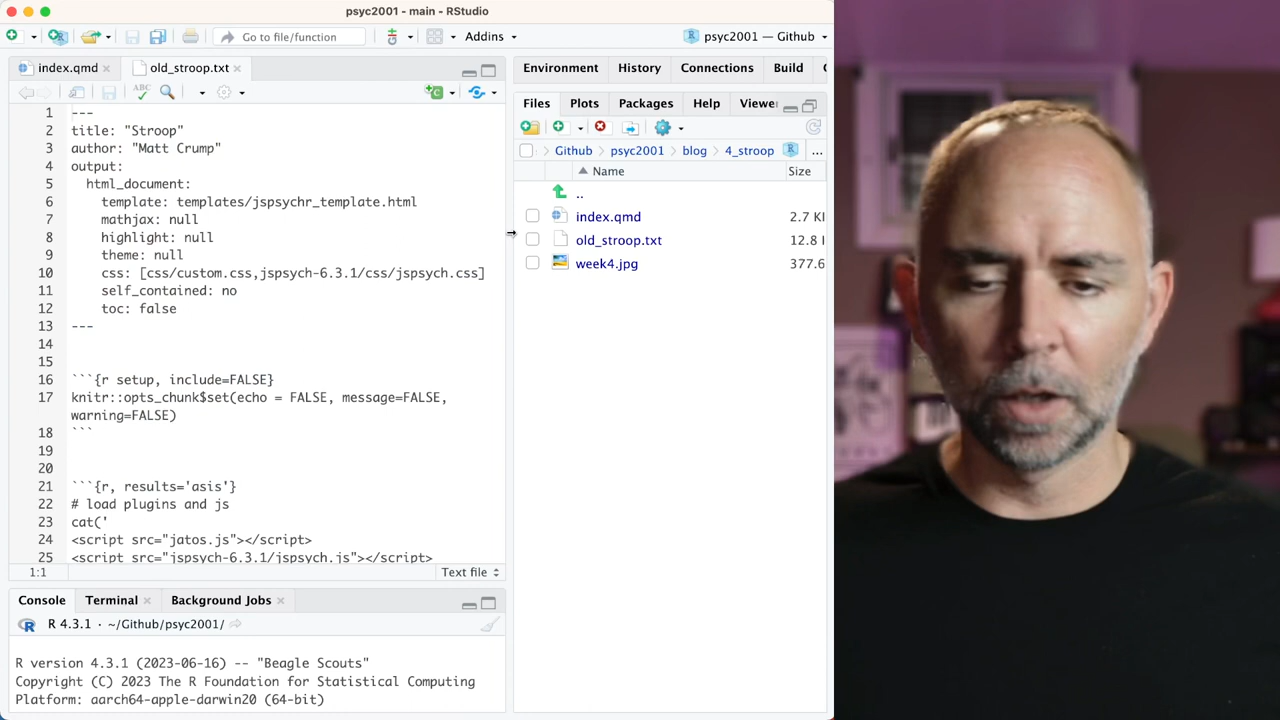 psyc2001 - main - RStudio
Go to file/function
Addins
psyc2001 — Github
index.qmd
old_stroop.txt
Environment
History
Connections
Build
ABC
Files
Plots
Packages
Help
Viewer
Github
psyc2001
blog
4_stroop
...
Name
Size
..
index.qmd
2.7 KI
old_stroop.txt
12.8 I
week4.jpg
377.6
1 ---
2 title: "Stroop"
3 author: "Matt Crump"
4 output:
5 html_document:
6 template: templates/jspsychr_template.html
7 mathjax: null
8 highlight: null
9 theme: null
10 css: [css/custom.css,jspsych-6.3.1/css/jspsych.css]
11 self_contained: no
12 toc: false
13 ---
14
15
16 ```{r setup, include=FALSE}
17 knitr::opts_chunk$set(echo = FALSE, message=FALSE,
warning=FALSE)
18 ```
19
20
21 ```{r, results='asis'}
22 # load plugins and js
23 cat('
24 <script src="jatos.js"></script>
25 <script src="jspsych-6.3.1/jspsych.js"></script>
1:1
Text file
Console
Terminal
Background Jobs
R 4.3.1 · ~/Github/psyc2001/
R version 4.3.1 (2023-06-16) -- "Beagle Scouts"
Copyright (C) 2023 The R Foundation for Statistical Computing
Platform: aarch64-apple-darwin20 (64-bit)